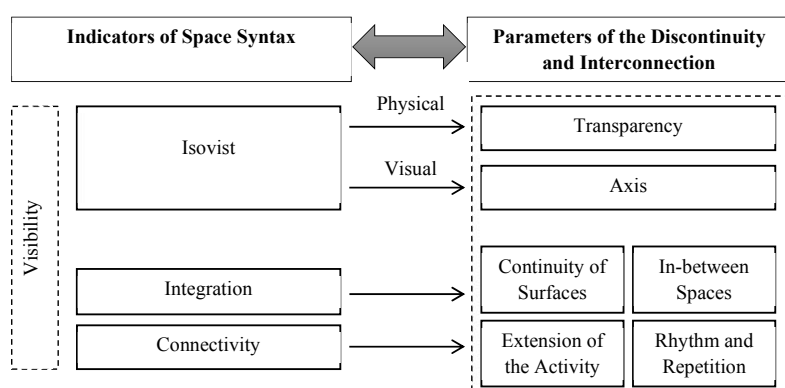 Indicators of Space Syntax
Parameters of the Discontinuity
and Interconnection
Visibility
Isovist
Physical
Transparency
Visual
Axis
Integration
Continuity of
Surfaces
In-between
Spaces
Connectivity
Extension of
the Activity
Rhythm and
Repetition